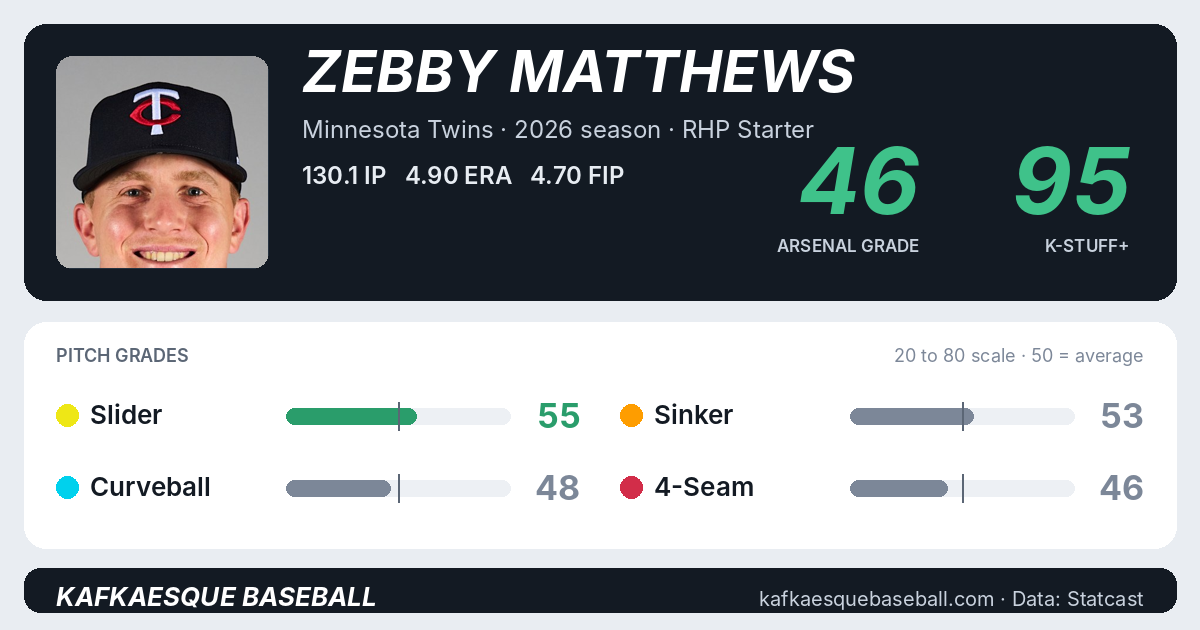 ZEBBY MATTHEWS
Minnesota Twins · 2026 season · RHP Starter
130.1 IP 4.90 ERA 4.70 FIP
46 95
ARSENAL GRADE K-STUFF+
PITCH GRADES 20 to 80 scale · 50 = average
Slider 55 Sinker 53
Curveball 48 4-Seam 46
KAFKAESQUE BASEBALL kafkaesquebaseball.com · Data: Statcast